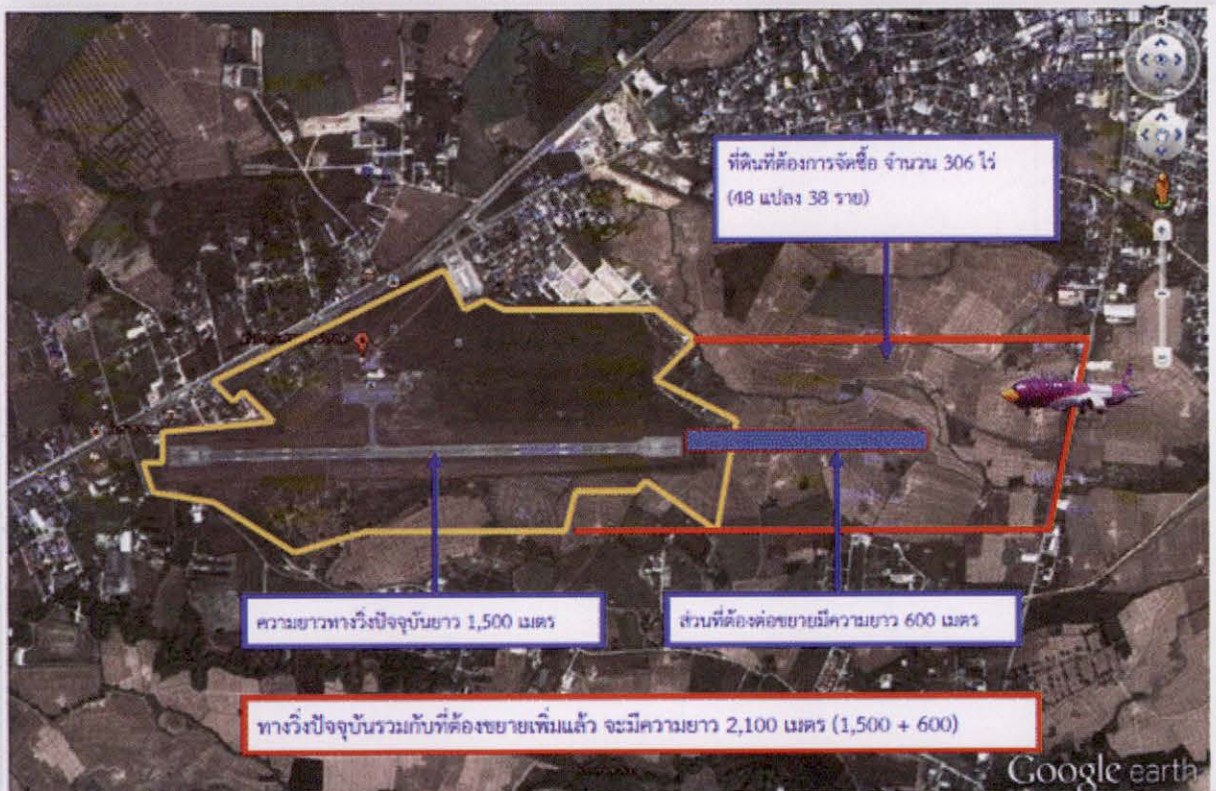 ที่ดินที่ต้องการจัดซื้อ จำนวน 306 ไร่
(48 แปลง 38 ราย)
ความยาวทางวิ่งปัจจุบันยาว 1,500 เมตร
ส่วนที่ต้องต่อขยายมีความยาว 600 เมตร
ทางวิ่งปัจจุบันรวมกับที่ต้องขยายเพิ่มแล้ว จะมีความยาว 2,100 เมตร (1,500 + 600)
Google earth